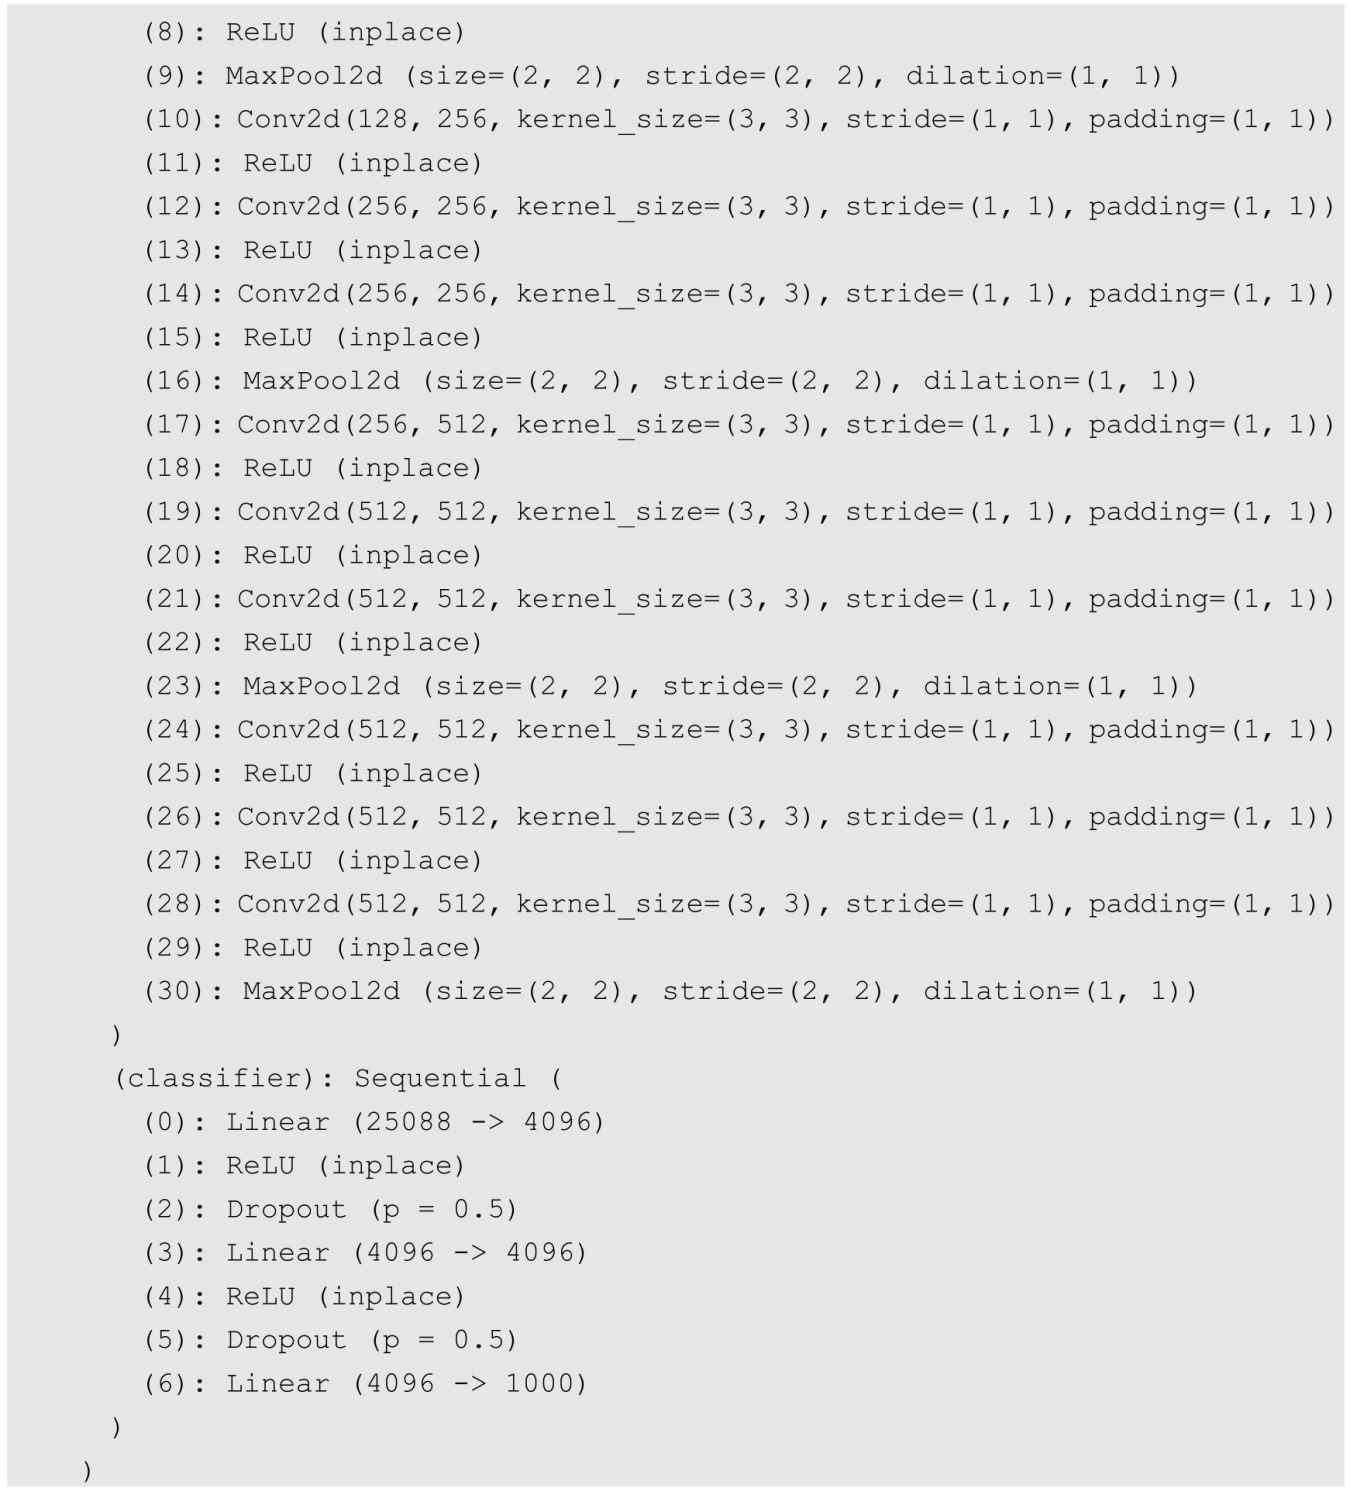 (8): ReLU (inplace)
(9): MaxPool2d (size=(2, 2), stride=(2, 2), dilation=(1, 1))
(10): Conv2d(128, 256, kernel_size=(3, 3), stride=(1, 1), padding=(1, 1))
(11): ReLU (inplace)
(12): Conv2d(256, 256, kernel_size=(3, 3), stride=(1, 1), padding=(1, 1))
(13): ReLU (inplace)
(14): Conv2d(256, 256, kernel_size=(3, 3), stride=(1, 1), padding=(1, 1))
(15): ReLU (inplace)
(16): MaxPool2d (size=(2, 2), stride=(2, 2), dilation=(1, 1))
(17): Conv2d(256, 512, kernel_size=(3, 3), stride=(1, 1), padding=(1, 1))
(18): ReLU (inplace)
(19): Conv2d(512, 512, kernel_size=(3, 3), stride=(1, 1), padding=(1, 1))
(20): ReLU (inplace)
(21): Conv2d(512, 512, kernel_size=(3, 3), stride=(1, 1), padding=(1, 1))
(22): ReLU (inplace)
(23): MaxPool2d (size=(2, 2), stride=(2, 2), dilation=(1, 1))
(24): Conv2d(512, 512, kernel_size=(3, 3), stride=(1, 1), padding=(1, 1))
(25): ReLU (inplace)
(26): Conv2d(512, 512, kernel_size=(3, 3), stride=(1, 1), padding=(1, 1))
(27): ReLU (inplace)
(28): Conv2d(512, 512, kernel_size=(3, 3), stride=(1, 1), padding=(1, 1))
(29): ReLU (inplace)
(30): MaxPool2d (size=(2, 2), stride=(2, 2), dilation=(1, 1))
)
(classifier): Sequential (
(0): Linear (25088 -> 4096)
(1): ReLU (inplace)
(2): Dropout (p = 0.5)
(3): Linear (4096 -> 4096)
(4): ReLU (inplace)
(5): Dropout (p = 0.5)
(6): Linear (4096 -> 1000)
)
)